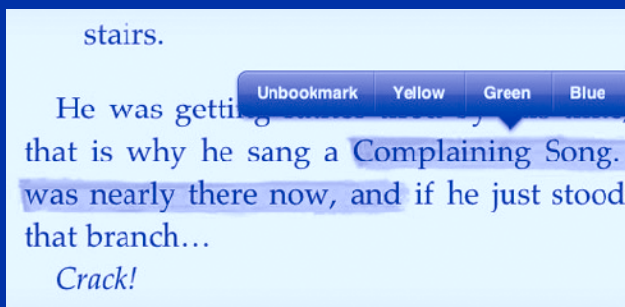 stairs.
Unbookmark Yellow Green Blue
He was getting
that is why he sang a Complaining Song.
was nearly there now, and if he just stood
that branch...
Crack!